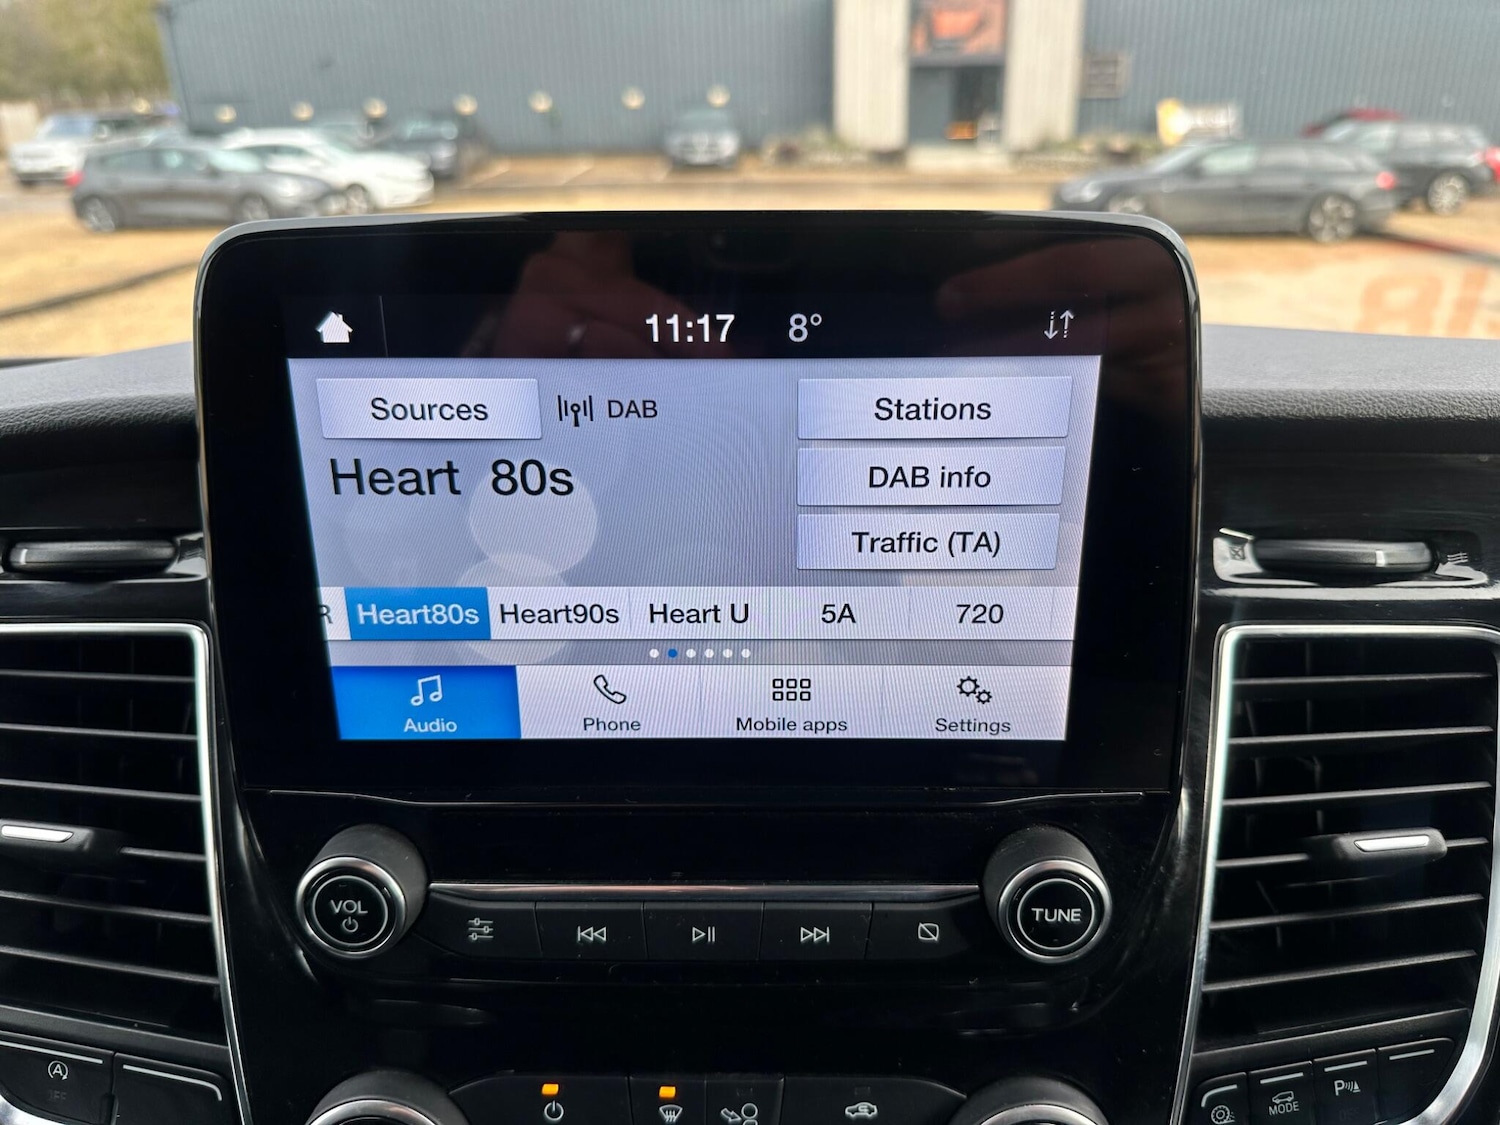 11:17 8°
Sources DAB Stations
Heart 80s
DAB info
Traffic (TA)
R Heart80s Heart90s Heart U 5A 720
Audio Phone Mobile apps Settings
VOL TUNE
A
OFF
MODE
P